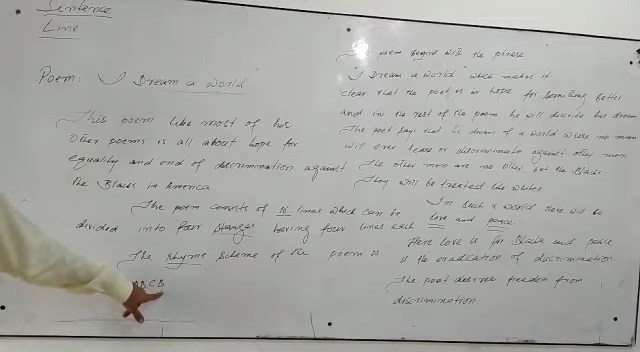 Sentence
Line
Poem: I Dream a World
This poem like most of his
other poems is all about hope for
equality and end of discrimination against
the Blacks in America
The poem consists of 16 lines which can be
divided into four stanzas having four lines each
The rhyme scheme of the poem is
ABCB
poem begins with the phrase
"I Dream a world" which makes it
clear that the poet is in hope for something better
and in the rest of the poem he will describe his dream
The poet says that he dreams of a world where no man
will ever tease or discriminate against other men
The other men are no other but the Blacks
They will be treated like whites
In such a world there will be
love and peace
Here love is for Blacks and peace
is the eradication of discrimination
The poet desires freedom from
discrimination